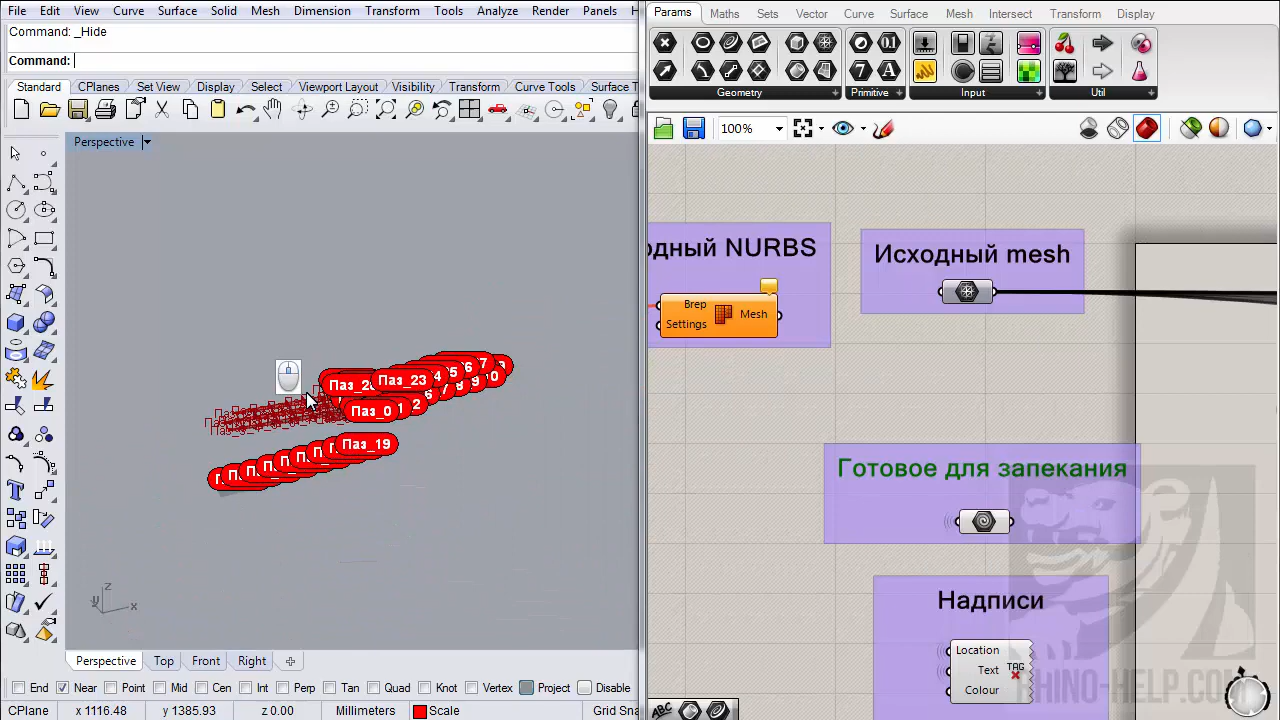 File Edit View Curve Surface Solid Mesh Dimension Transform Tools Analyze Render Panels
Command: _Hide
Command:
Standard CPlanes Set View Display Select Viewport Layout Visibility Transform Curve Tools Surface T
Perspective
Паз_23
Паз_0
Паз_19
z
y
x
Perspective Top Front Right
End Near Point Mid Cen Int Perp Tan Quad Knot Vertex Project Disable
CPlane x 1116.48 y 1385.93 z 0.00 Millimeters Scale Grid Snap
Params Maths Sets Vector Curve Surface Mesh Intersect Transform Display
Geometry Primitive Input Util
100%
одный NURBS
Brep
Settings
Mesh
Исходный mesh
Готовое для запекания
Надписи
Location
Text
Colour
TAG
RHINO-HELP.COM